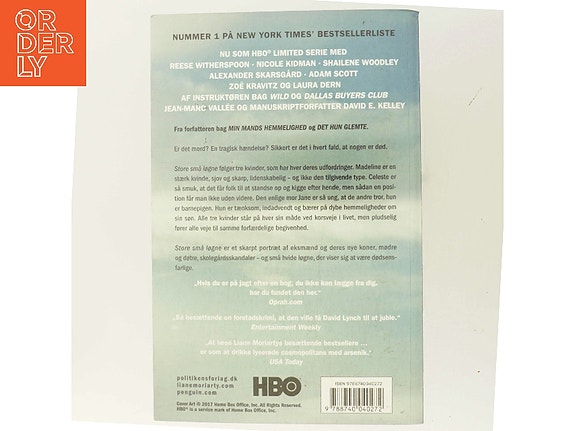 ORDERLY
NUMMER 1 PÅ NEW YORK TIMES' BESTSELLERLISTE
NU SOM HBO® LIMITED SERIE MED
REESE WITHERSPOON · NICOLE KIDMAN · SHAILENE WOODLEY
ALEXANDER SKARSGÅRD · ADAM SCOTT
ZOË KRAVITZ OG LAURA DERN
AF INSTRUKTØREN BAG WILD OG DALLAS BUYERS CLUB
JEAN-MARC VALLÉE OG MANUSKRIPTFORFATTER DAVID E. KELLEY
Fra forfatteren bag MIN MANDS HEMMELIGHED og DET HUN GLEMTE.
Er det mord? En tragisk hændelse? Sikkert er det i hvert fald, at nogen er død.
Store små løgne følger tre kvinder, som har hver deres udfordringer. Madeline er en
stærk kvinde, sjov og skarp, lidenskabelig – og ikke den tilgivende type. Celeste er
så smuk, at det får folk til at standse op og kigge efter hende, men sådan en posi-
tion får man ikke uden videre. Den enlige mor Jane er så ung, at de andre tror, hun
er barnepigen. Hun er tænksom, indadvendt og bærer på dybe hemmeligheder om
sin søn. Alle tre kvinder står på hver sin måde ved korsveje i livet, men pludselig
fører alle veje til samme forfærdelige begivenhed.
Store små løgne er et skarpt portræt af eksmænd og deres nye koner, mødre
og døtre, skolegårdsskandaler – og små hvide løgne, der viser sig at være dødsens-
farlige.
„Hvis du er på jagt efter en bog, du ikke kan lægge fra dig,
har du fundet den her."
Oprah.com
„En besættende en forstadskrimi, at den ville få David Lynch til at juble."
Entertainment Weekly
„At læse Liane Moriartys besættende bestsellere ...
er som at drikke lyserøde cosmopolitans med arsenik."
USA Today
politikensforlag.dk
lianemoriarty.com
penguin.com
HBO
Cover Art © 2017 Home Box Office, Inc. All Rights Reserved.
HBO® is a service mark of Home Box Office, Inc.
ISBN 9788740040272
9 788740 040272